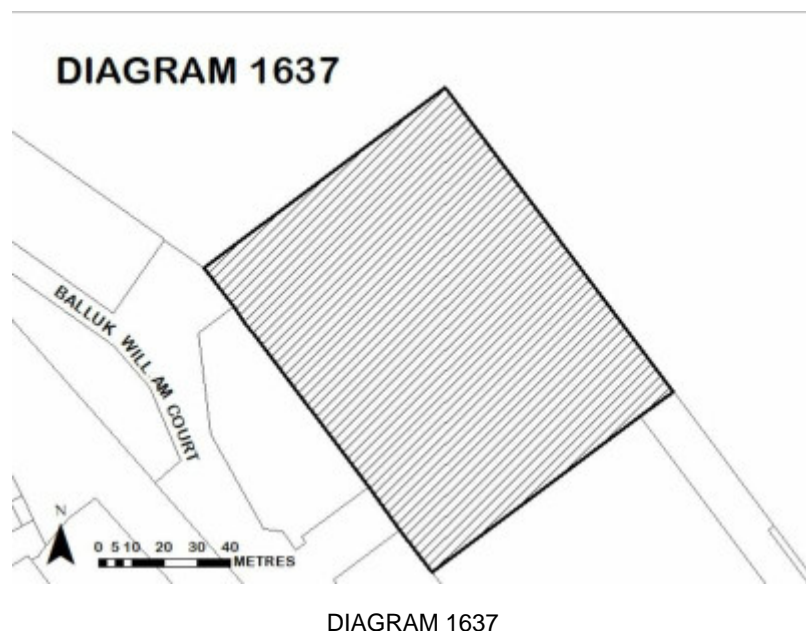 DIAGRAM 1637
BALLUK WILL AM COURT
N
0 5 10 20 30 40
METRES
DIAGRAM 1637